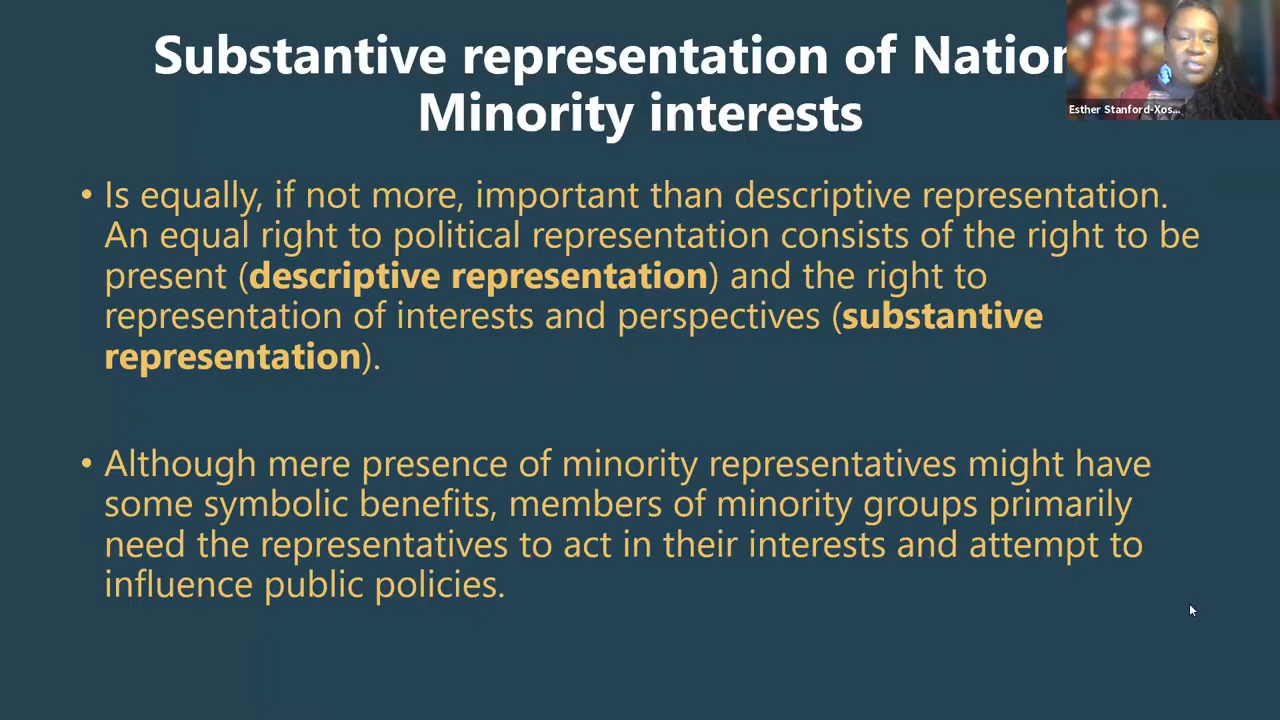 Substantive representation of Nation
Minority interests
Esther Stanford-Xos...
• Is equally, if not more, important than descriptive representation.
An equal right to political representation consists of the right to be
present (descriptive representation) and the right to
representation of interests and perspectives (substantive
representation).
• Although mere presence of minority representatives might have
some symbolic benefits, members of minority groups primarily
need the representatives to act in their interests and attempt to
influence public policies.